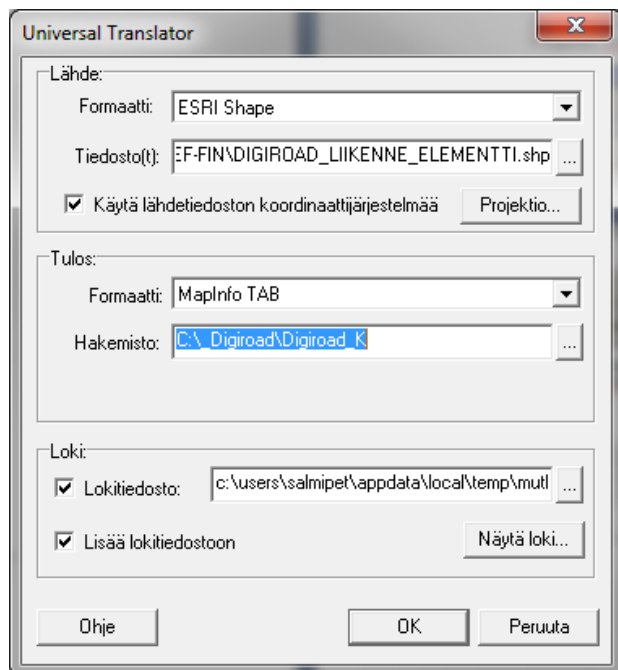 Universal Translator
Lähde:
Formaatti: ESRI Shape
Tiedosto(t): EF-FIN\DIGIROAD_LIIKENNE_ELEMENTTI.shp ...
Käytä lähdetiedoston koordinaattijärjestelmää Projektio...
Tulos:
Formaatti: MapInfo TAB
Hakemisto: C:\_Digiroad\Digiroad_K ...
Loki:
Lokitiedosto: c:\users\salmipet\appdata\local\temp\mutl ...
Lisää lokitiedostoon Näytä loki...
Ohje OK Peruuta